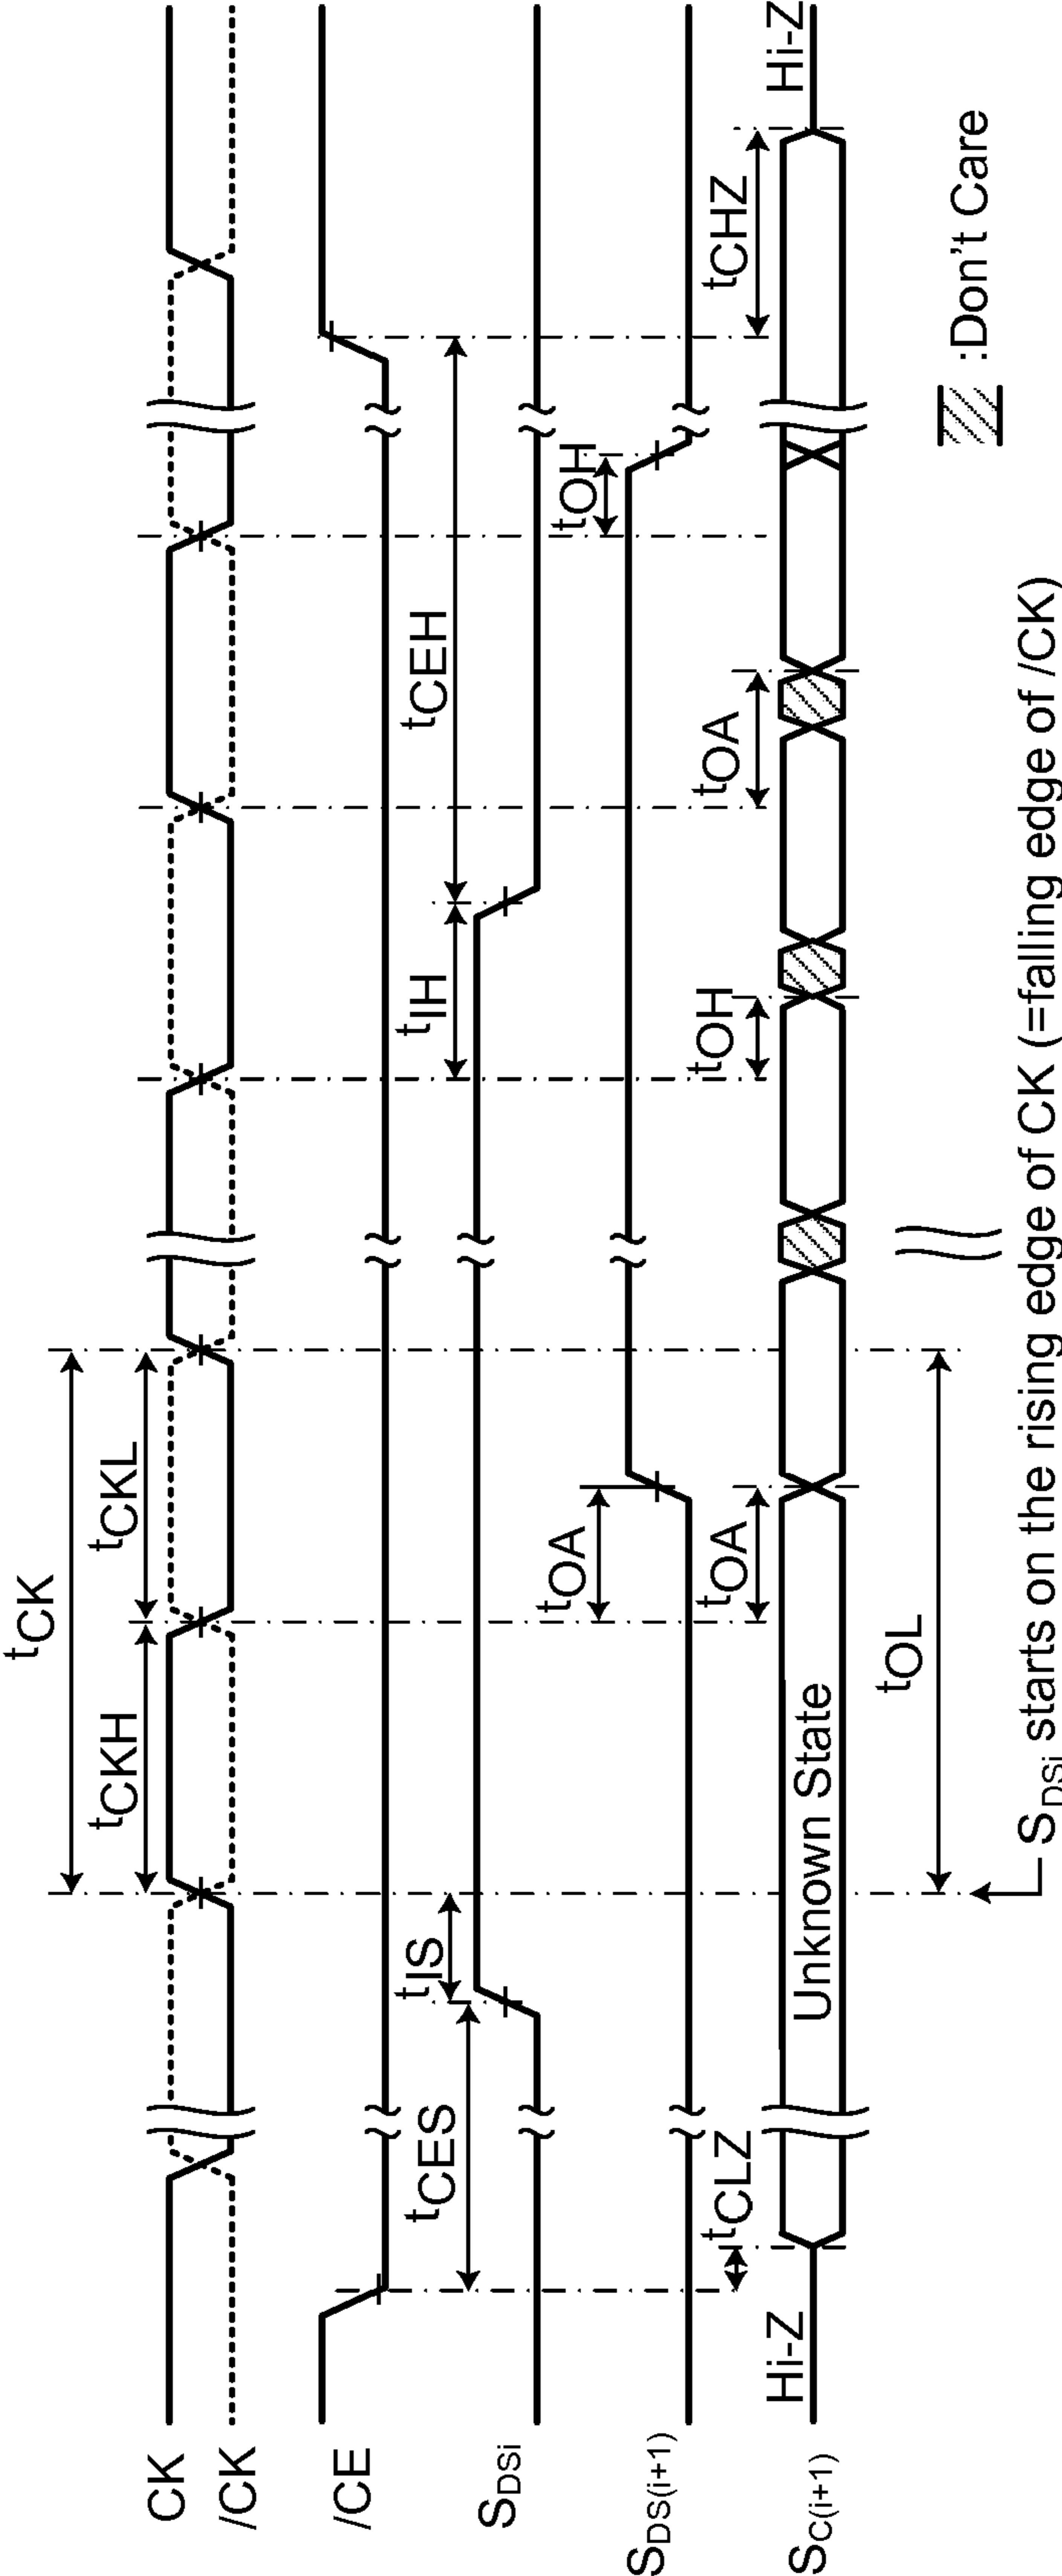 tCK
tCKH
tCKL
CK
/CK
/CE
tCES
tIS
tIH
tCEH
SDSi
tOA
tOH
SDS(i+1)
tCLZ
tOA
tOH
tOA
tCHZ
Hi-Z
Unknown State
Hi-Z
SC(i+1)
tOL
:Don't Care
SDSi starts on the rising edge of CK (=falling edge of /CK)